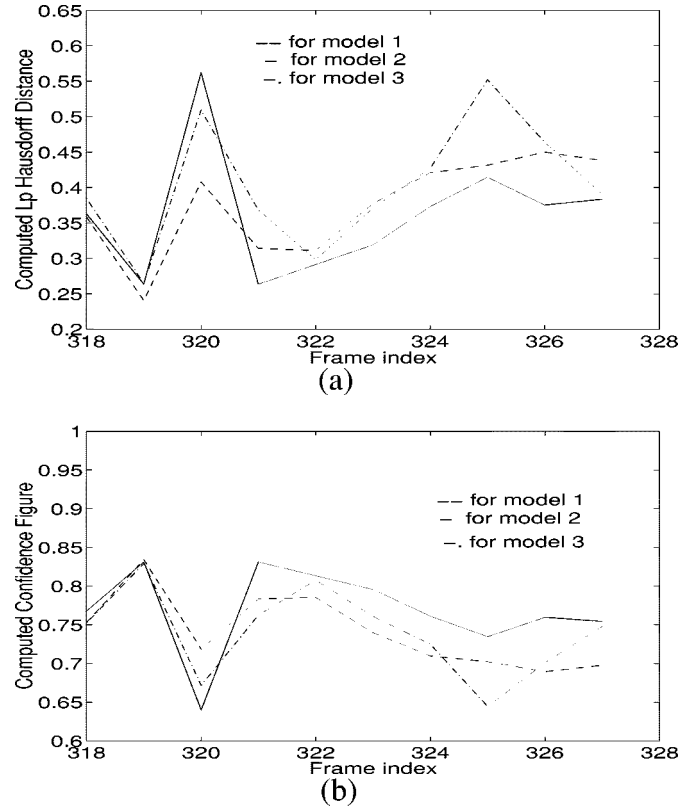 0.65
0.6
0.55
0.5
0.45
0.4
0.35
0.3
0.25
0.2
Computed Lp Hausdorff Distance
—— for model 1
– for model 2
–. for model 3
318 320 322 324 326 328
Frame index
(a)
1
0.95
0.9
0.85
0.8
0.75
0.7
0.65
0.6
Computed Confidence Figure
—— for model 1
– for model 2
–. for model 3
318 320 322 324 326 328
Frame index
(b)